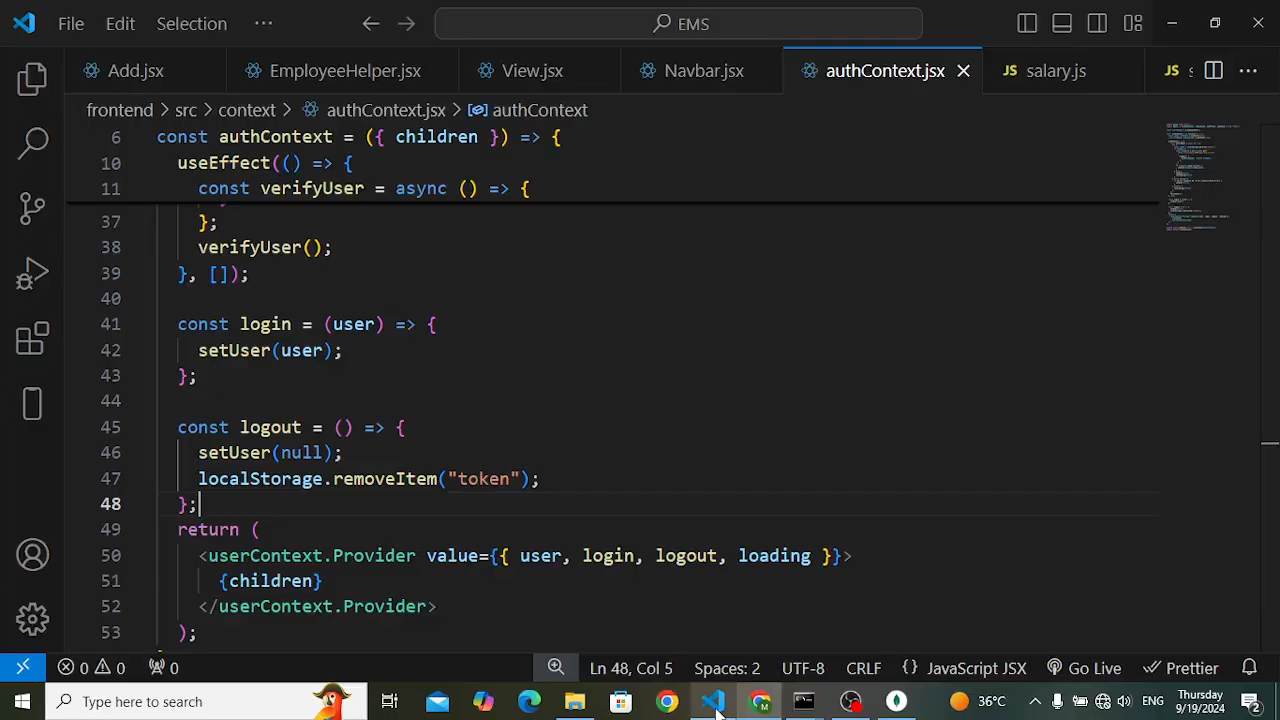 File Edit Selection ··· EMS
Add.jsx EmployeeHelper.jsx View.jsx Navbar.jsx authContext.jsx JS salary.js JS s
frontend > src > context > authContext.jsx > authContext
6 const authContext = ({ children }) => {
10 useEffect(() => {
11 const verifyUser = async () => {
37 };
38 verifyUser();
39 }, []);
40
41 const login = (user) => {
42 setUser(user);
43 };
44
45 const logout = () => {
46 setUser(null);
47 localStorage.removeItem("token");
48 };
49 return (
50 <userContext.Provider value={{ user, login, logout, loading }}>
51 {children}
52 </userContext.Provider>
53 );
0 0 0 Ln 48, Col 5 Spaces: 2 UTF-8 CRLF {} JavaScript JSX Go Live Prettier
Type here to search 36°C ENG Thursday
9/19/2024 2